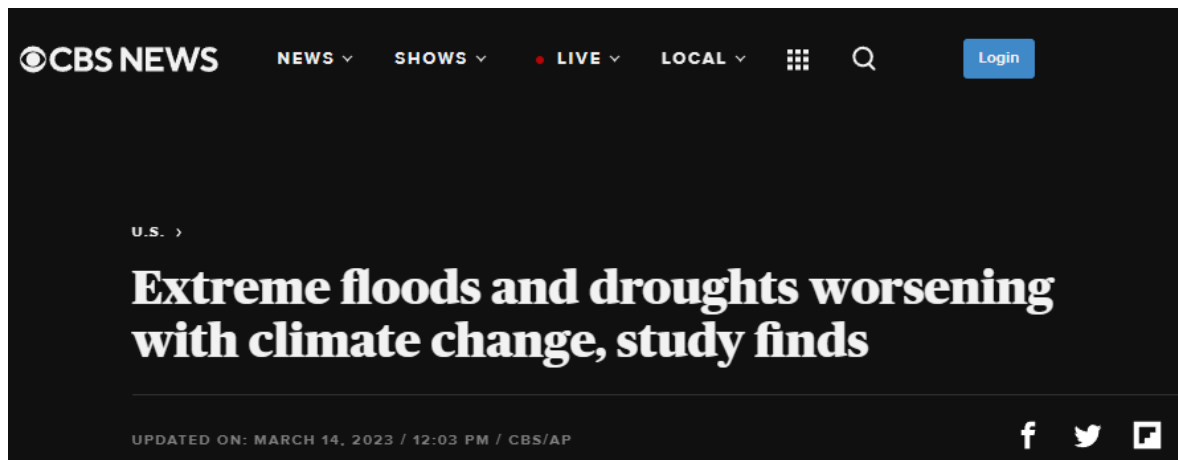 CBS NEWS NEWS SHOWS LIVE LOCAL Login
U.S. >
Extreme floods and droughts worsening
with climate change, study finds
UPDATED ON: MARCH 14, 2023 / 12:03 PM / CBS/AP